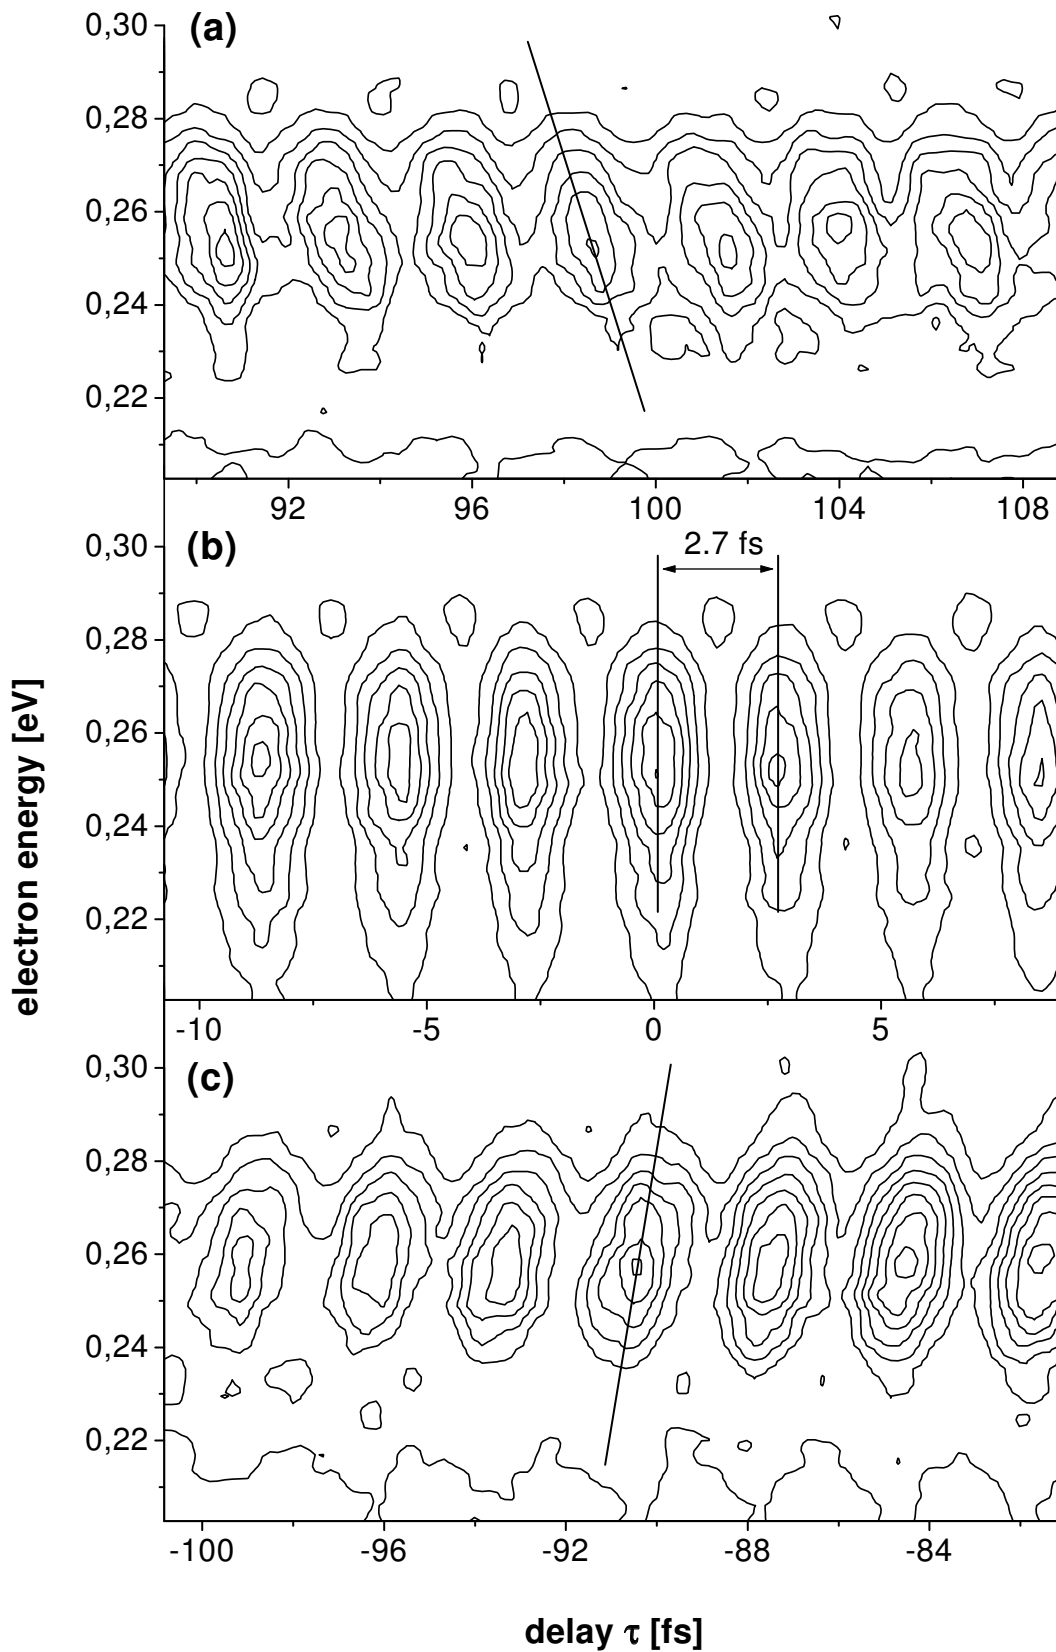 (a)
0,30
0,28
0,26
0,24
0,22
92 96 100 104 108
(b)
2.7 fs
0,30
0,28
0,26
0,24
0,22
-10 -5 0 5
(c)
0,30
0,28
0,26
0,24
0,22
-100 -96 -92 -88 -84
electron energy [eV]
delay τ [fs]